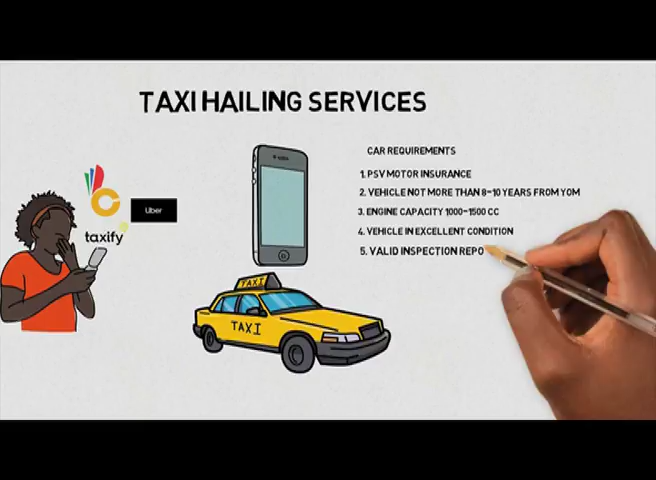 TAXI HAILING SERVICES
CAR REQUIREMENTS
1. PSV MOTOR INSURANCE
2. VEHICLE NOT MORE THAN 8-10 YEARS FROM YOM
3. ENGINE CAPACITY 1000-1500 CC
4. VEHICLE IN EXCELLENT CONDITION
5. VALID INSPECTION REPO
Uber
taxify
TAXI
TAXI